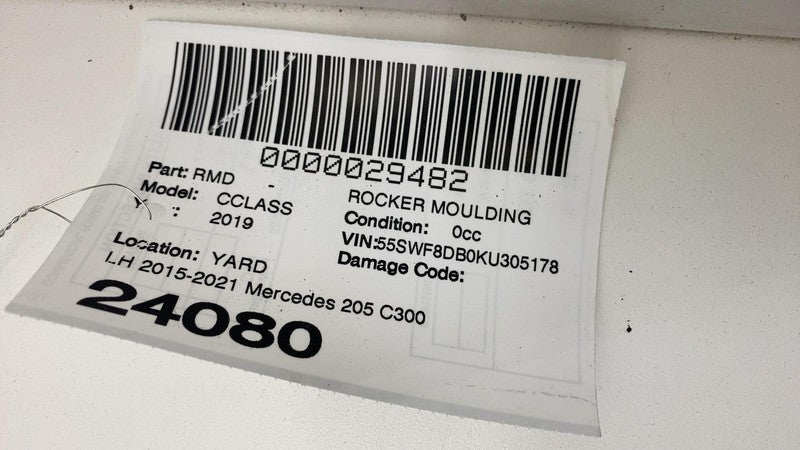 0000029482
Part: RMD - ROCKER MOULDING
Model: CCLASS Condition: 0cc
: 2019 VIN:55SWF8DB0KU305178
Location: YARD Damage Code:
LH 2015-2021 Mercedes 205 C300
24080